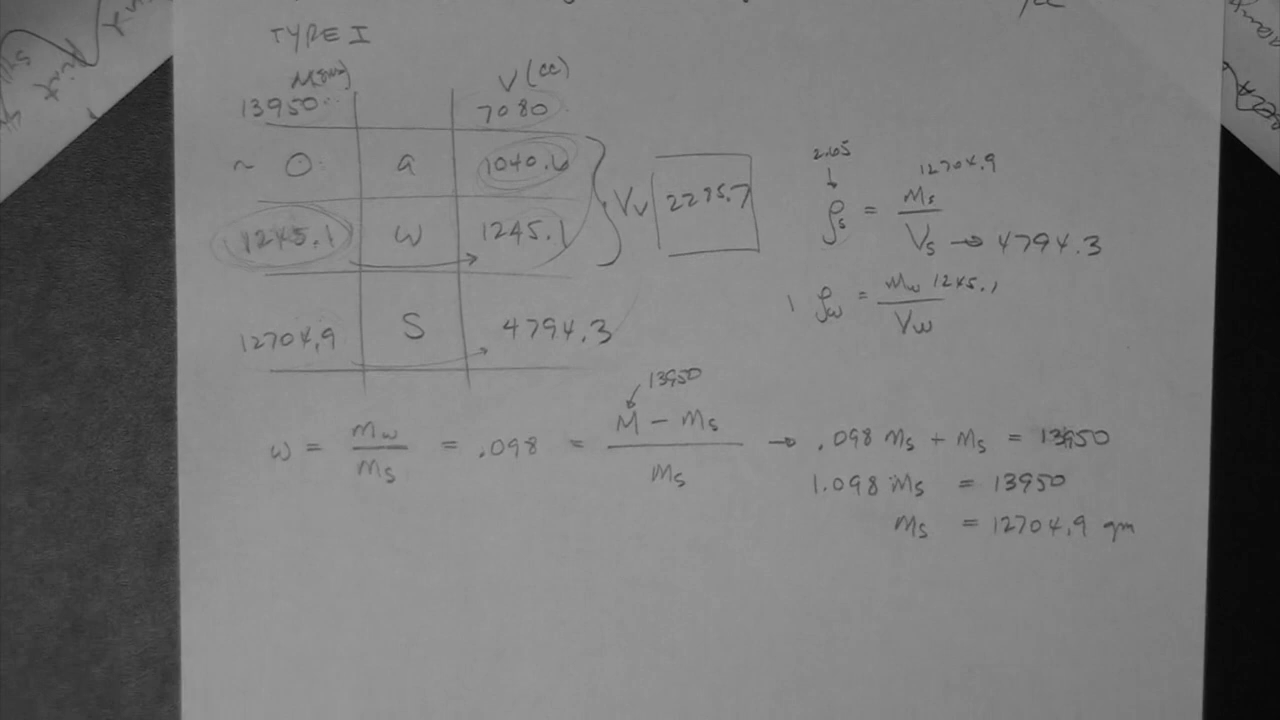 TYPE I
M(gms) V (cc)
13950 7080
~ 0 a 1040.6
1245.1 w 1245.1
Vv 2275.7
12704.9 S 4794.3
2.65 12704.9
ρs = Ms / Vs → 4794.3
1 ρw = Mw 1245.1 / Vw
13950
w = Mw / Ms = .098 = M - Ms / Ms → .098 Ms + Ms = 13950
1.098 Ms = 13950
Ms = 12704.9 gm